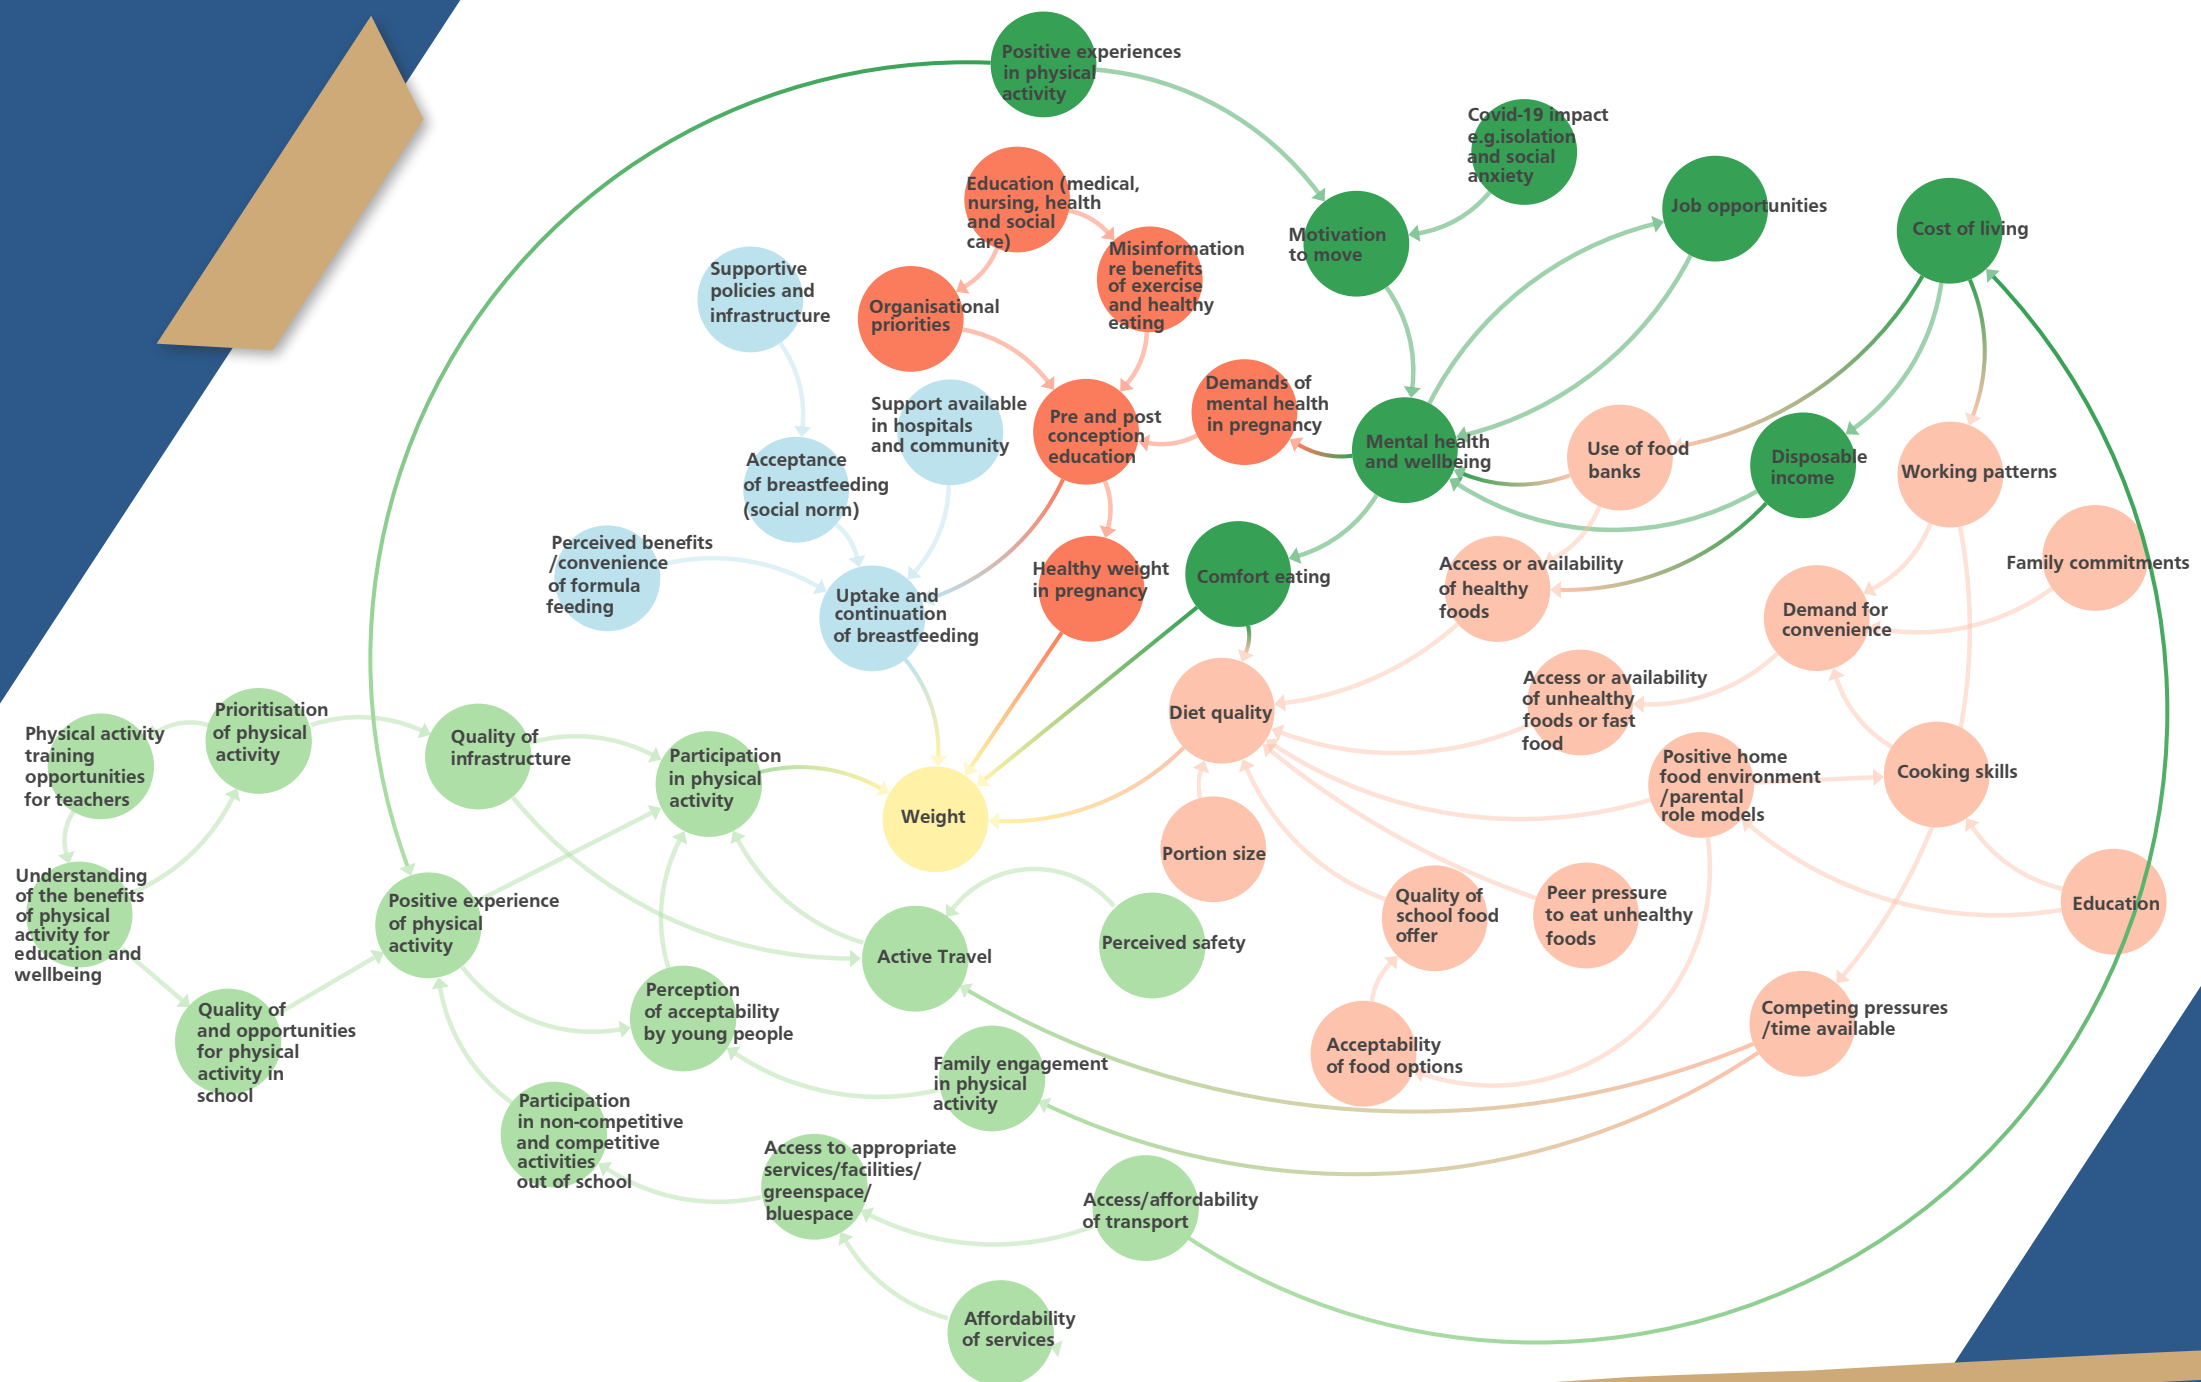 Positive experiences
in physical
activity
Covid-19 impact
e.g.isolation
and social
anxiety
Job opportunities
Cost of living
Motivation
to move
Education (medical,
nursing, health
and social
care)
Misinformation
re benefits
of exercise
and healthy
eating
Organisational
priorities
Supportive
policies and
infrastructure
Support available
in hospitals
and community
Pre and post
conception
education
Demands of
mental health
in pregnancy
Mental health
and wellbeing
Use of food
banks
Disposable
income
Working patterns
Acceptance
of breastfeeding
(social norm)
Perceived benefits
/convenience
of formula
feeding
Uptake and
continuation
of breastfeeding
Healthy weight
in pregnancy
Comfort eating
Access or availability
of healthy
foods
Family commitments
Demand for
convenience
Diet quality
Access or availability
of unhealthy
foods or fast
food
Physical activity
training
opportunities
for teachers
Prioritisation
of physical
activity
Quality of
infrastructure
Participation
in physical
activity
Weight
Portion size
Positive home
food environment
/parental
role models
Cooking skills
Understanding
of the benefits
of physical
activity for
education and
wellbeing
Positive experience
of physical
activity
Active Travel
Perceived safety
Quality of
school food
offer
Peer pressure
to eat unhealthy
foods
Education
Quality of
and opportunities
for physical
activity in
school
Perception
of acceptability
by young people
Family engagement
in physical
activity
Acceptability
of food options
Competing pressures
/time available
Participation
in non-competitive
and competitive
activities
out of school
Access to appropriate
services/facilities/
greenspace/
bluespace
Access/affordability
of transport
Affordability
of services